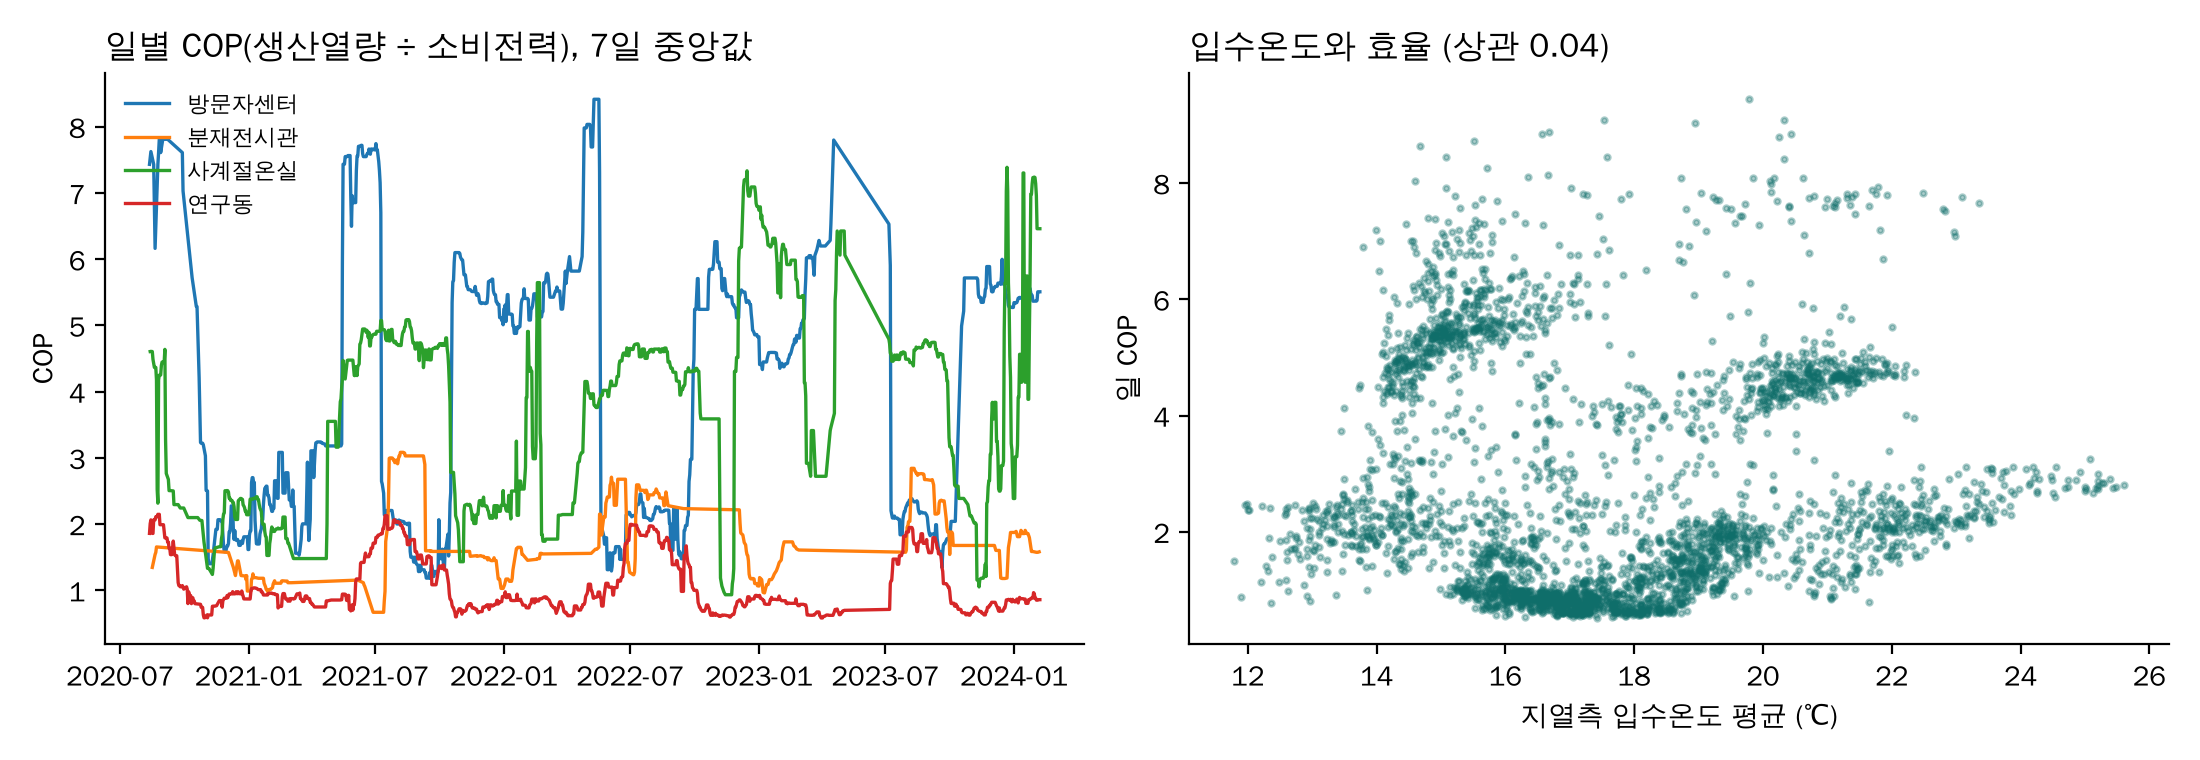 일별 COP(생산열량 ÷ 소비전력), 7일 중앙값
방문자센터
분재전시관
사계절온실
연구동
COP
8
7
6
5
4
3
2
1
2020-07 2021-01 2021-07 2022-01 2022-07 2023-01 2023-07 2024-01
입수온도와 효율 (상관 0.04)
일 COP
8
6
4
2
12 14 16 18 20 22 24 26
지열측 입수온도 평균 (℃)